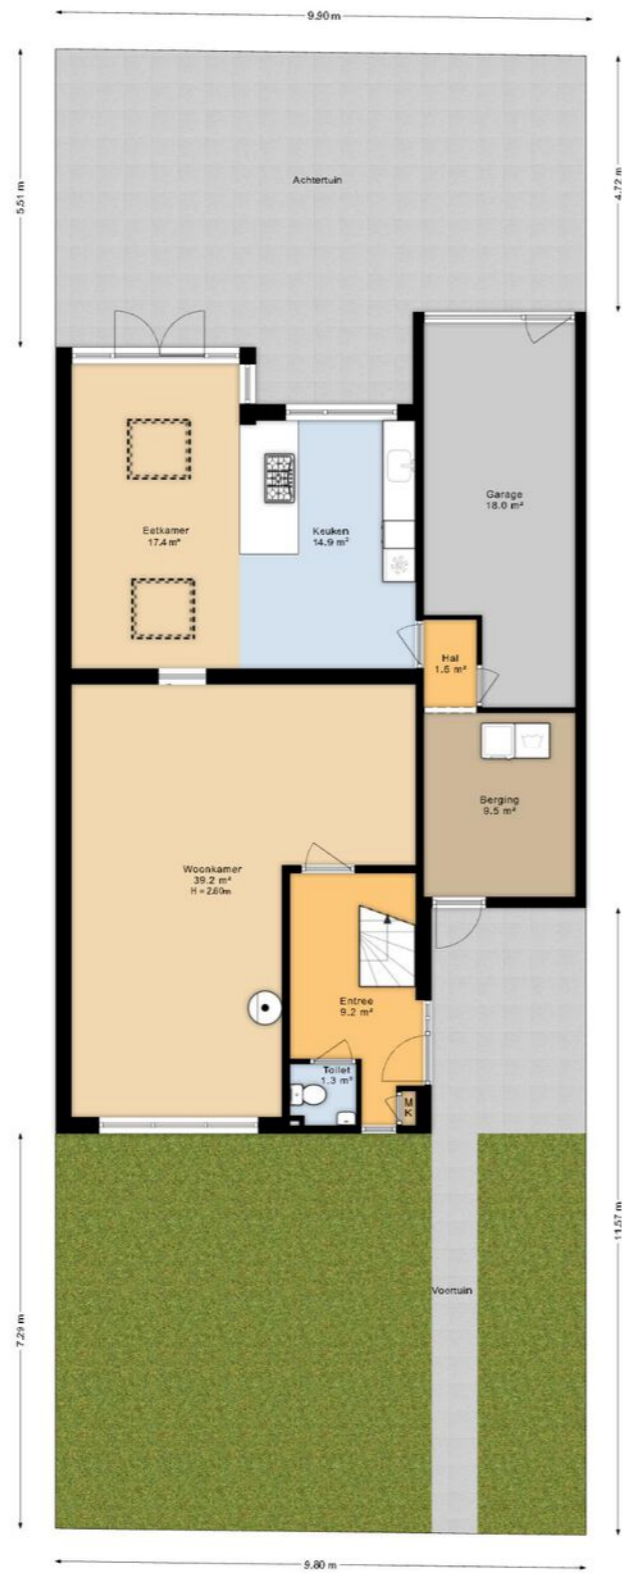 9.90 m
5.51 m
4.72 m
Achtertuin
Garage
18.0 m²
Eetkamer
17.4 m²
Keuken
14.9 m²
Hal
1.6 m²
Berging
9.5 m²
Woonkamer
39.2 m²
H = 2.60m
Entree
9.2 m²
Toilet
1.3 m²
M
K
7.29 m
11.57 m
Voortuin
9.80 m